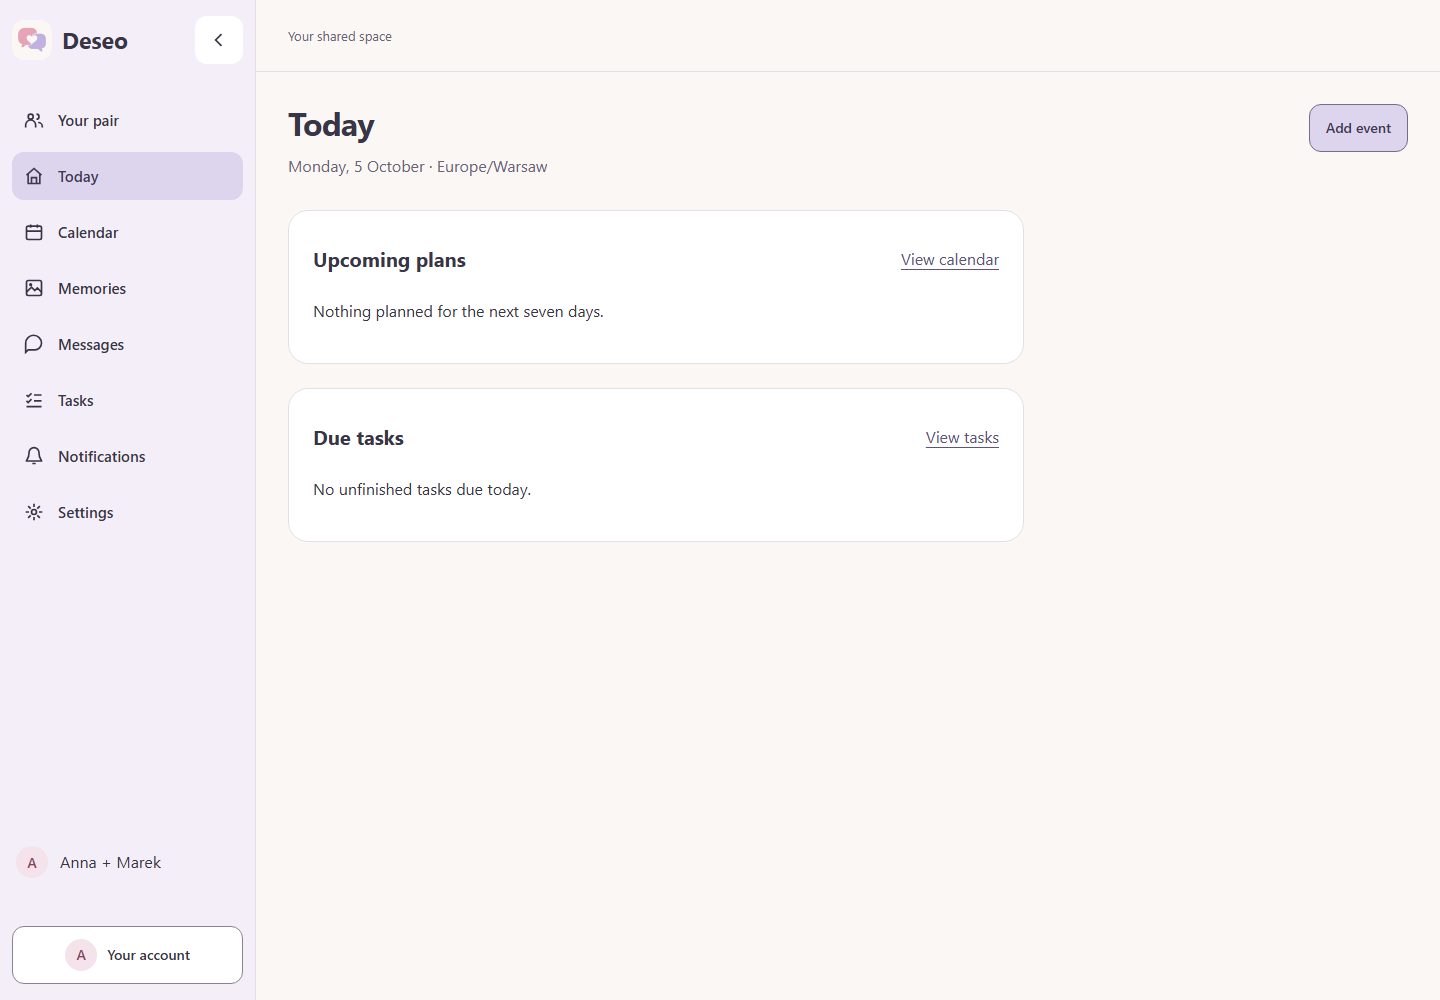 Deseo
Your pair
Today
Calendar
Memories
Messages
Tasks
Notifications
Settings
A
Anna + Marek
A
Your account
Your shared space
Today
Add event
Monday, 5 October · Europe/Warsaw
Upcoming plans
View calendar
Nothing planned for the next seven days.
Due tasks
View tasks
No unfinished tasks due today.